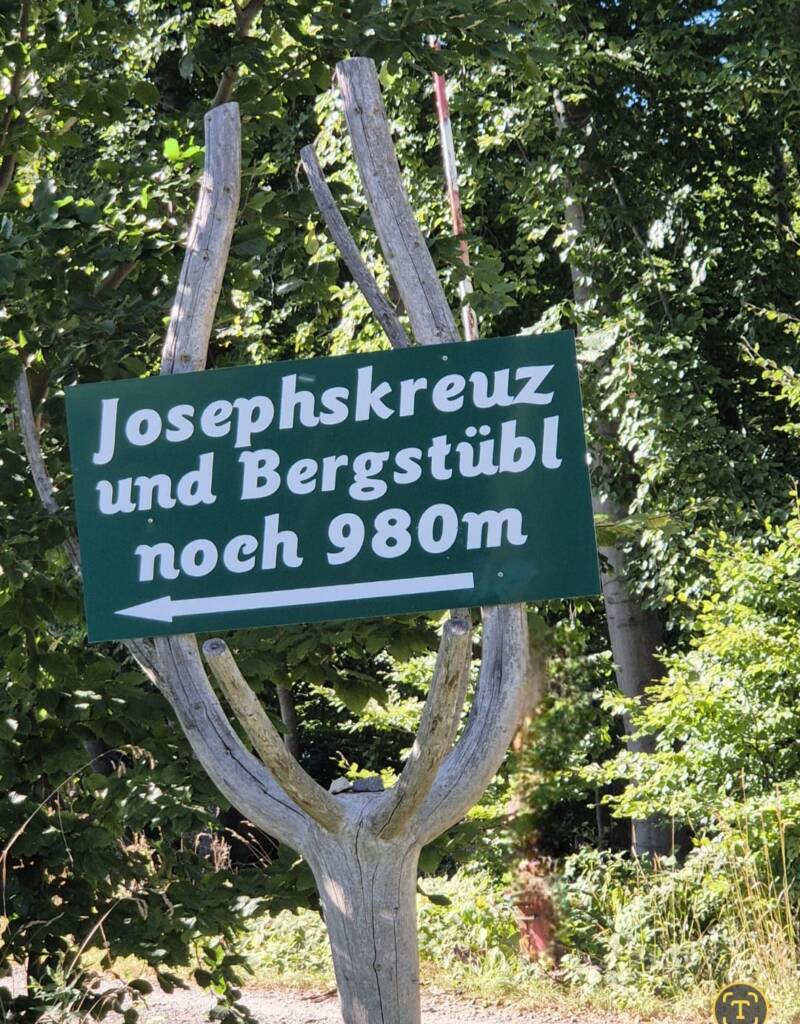 Josephskreuz
und Bergstübl
noch 980m